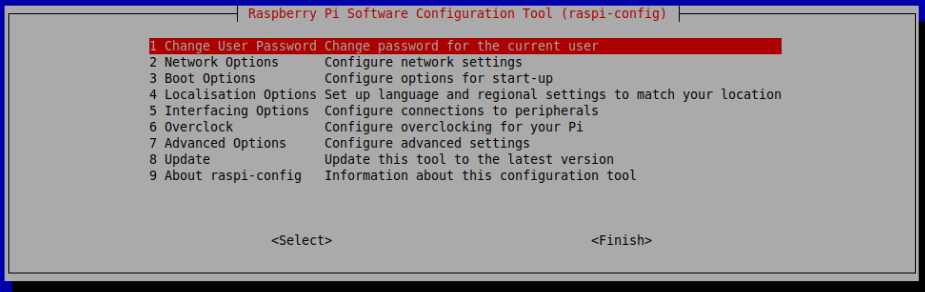 Raspberry Pi Software Configuration Tool (raspi-config)
1 Change User Password Change password for the current user
2 Network Options Configure network settings
3 Boot Options Configure options for start-up
4 Localisation Options Set up language and regional settings to match your location
5 Interfacing Options Configure connections to peripherals
6 Overclock Configure overclocking for your Pi
7 Advanced Options Configure advanced settings
8 Update Update this tool to the latest version
9 About raspi-config Information about this configuration tool
<Select> <Finish>